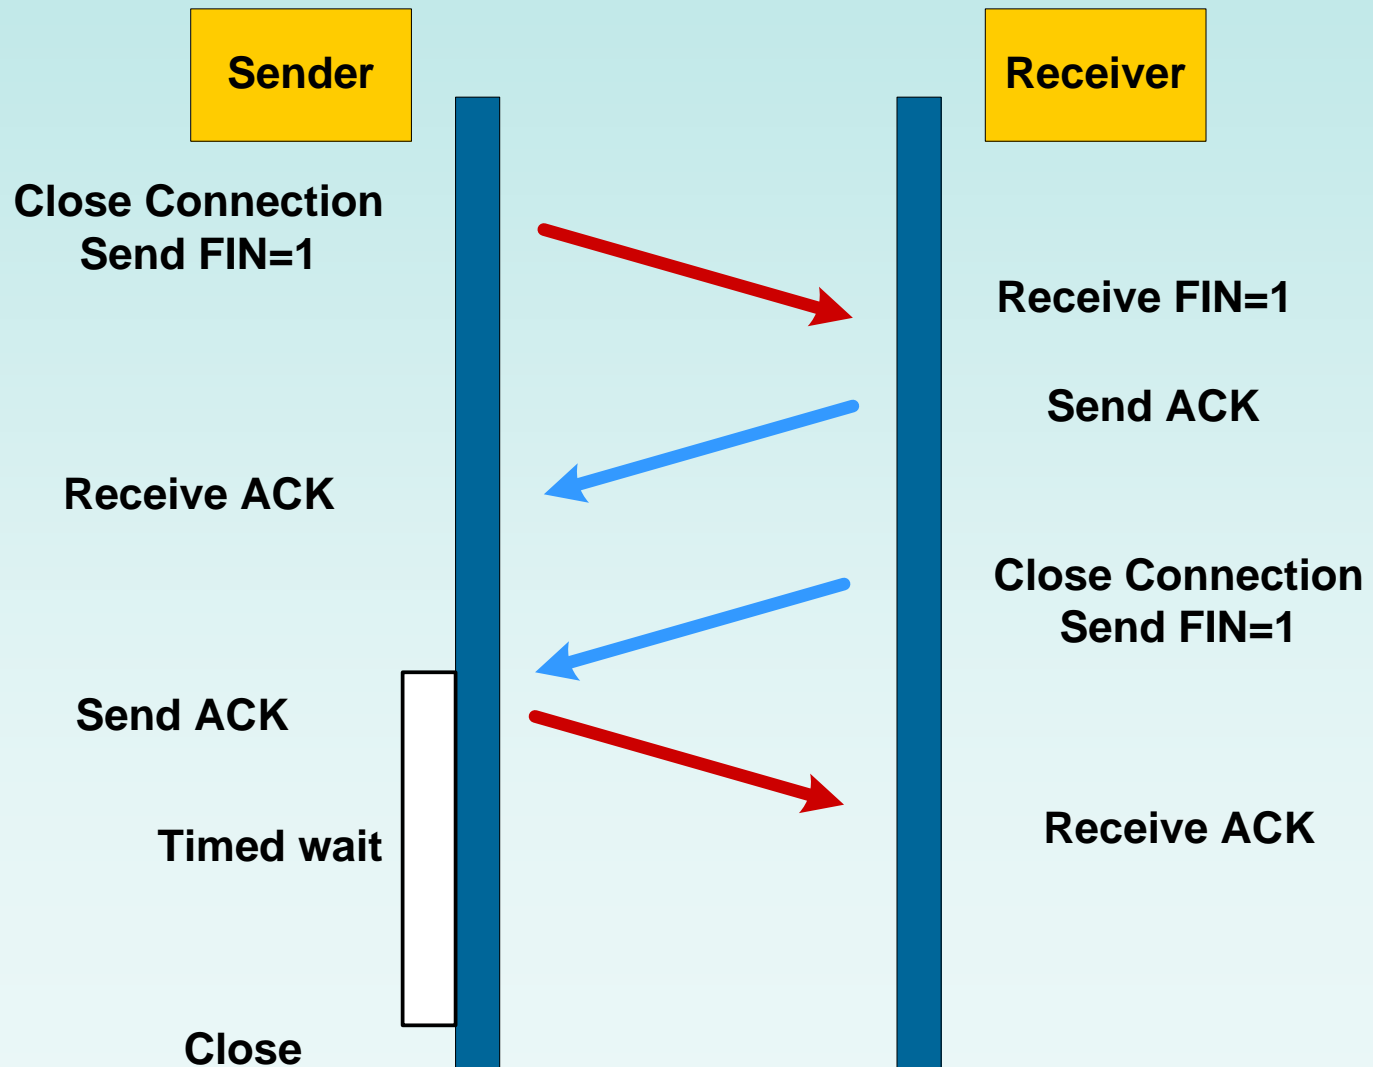 Sender
Receiver
Close Connection
Send FIN=1
Receive FIN=1
Send ACK
Receive ACK
Close Connection
Send FIN=1
Send ACK
Timed wait
Receive ACK
Close